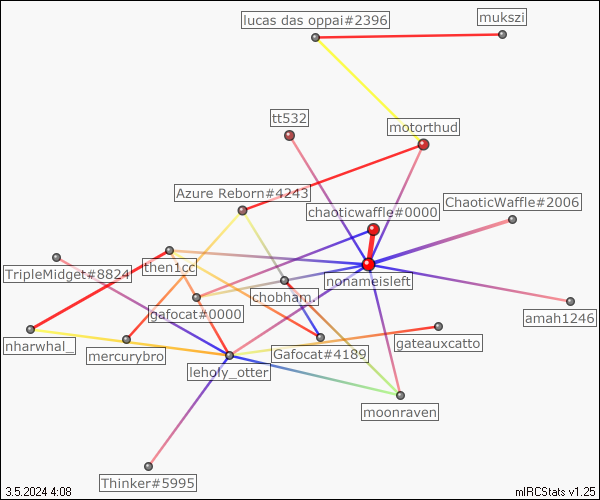 lucas das oppai#2396
mukszi
tt532
motorthud
Azure Reborn#4243
ChaoticWaffle#2006
chaoticwaffle#0000
then1cc
TripleMidget#8824
nonameisleft
chobham.
gafocat#0000
amah1246
nharwhal_
mercurybro
Gafocat#4189
gateauxcatto
leholy_otter
moonraven
Thinker#5995
3.5.2024 4:08
mIRCStats v1.25